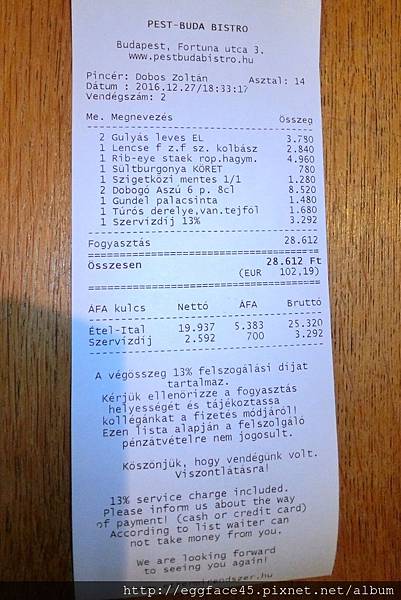 PEST-BUDA BISTRO
Budapest, Fortuna utca 3.
www.pestbudabistro.hu
Pincér: Dobos Zoltán Asztal: 14
Dátum : 2016.12.27/18:33:17
Vendégszám: 2
Me. Megnevezés Összeg
2 Gulyás leves EL 3.780
1 Lencse f z.f sz. kolbász 2.840
1 Rib-eye staek rop.hagym. 4.960
1 Sültburgonya KÖRET 780
1 Szigetközi mentes 1/1 1.280
2 Dobogó Aszú 6 p. 8cl 8.520
1 Gundel palacsinta 1.480
1 Túrós derelye,van.tejföl 1.680
1 Szervizdíj 13% 3.292
Fogyasztás 28.612
Összesen 28.612 Ft
(EUR 102,19)
ÁFA kulcs Nettó ÁFA Bruttó
Étel-Ital 19.937 5.383 25.320
Szervízdíj 2.592 700 3.292
A végösszeg 13% felszogálási díjat
tartalmaz.
Kérjük ellenőrizze a fogyasztás
helyességét és tájékoztassa
kollégánkat a fizetés módjáról!
Ezen lista alapján a felszolgáló
pénzátvételre nem jogosult.
Köszönjük, hogy vendégünk volt.
Viszontlátásra!
13% service charge included.
Please inform us about the way
of payment! (cash or credit card)
According to list waiter can
not take money from you.
We are looking forward
to seeing you again!
http://eggface45.pixnet.net/album